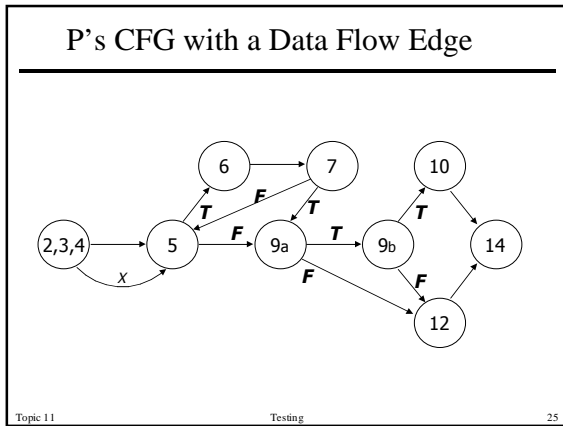 P's CFG with a Data Flow Edge
6
7
10
F
T
T
T
2,3,4
5
F
9a
T
9b
14
X
F
F
12
Topic 11
Testing
25